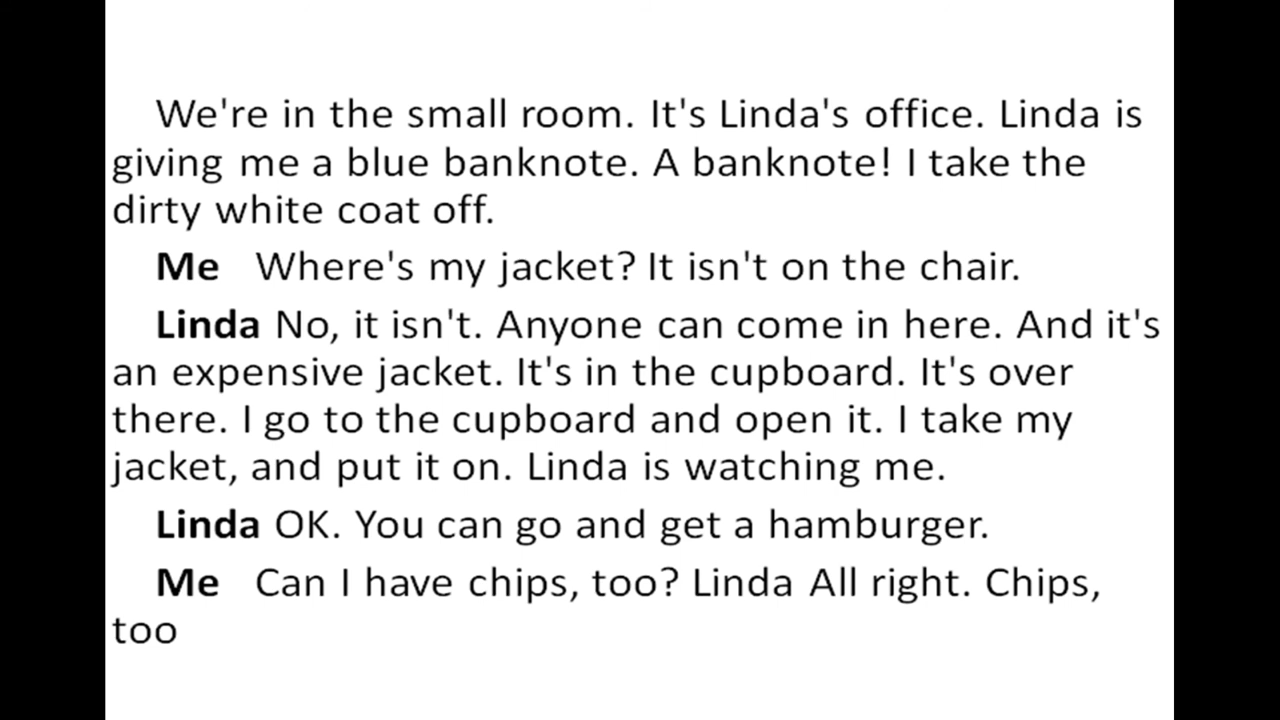 We're in the small room. It's Linda's office. Linda is
giving me a blue banknote. A banknote! I take the
dirty white coat off.
Me Where's my jacket? It isn't on the chair.
Linda No, it isn't. Anyone can come in here. And it's
an expensive jacket. It's in the cupboard. It's over
there. I go to the cupboard and open it. I take my
jacket, and put it on. Linda is watching me.
Linda OK. You can go and get a hamburger.
Me Can I have chips, too? Linda All right. Chips,
too